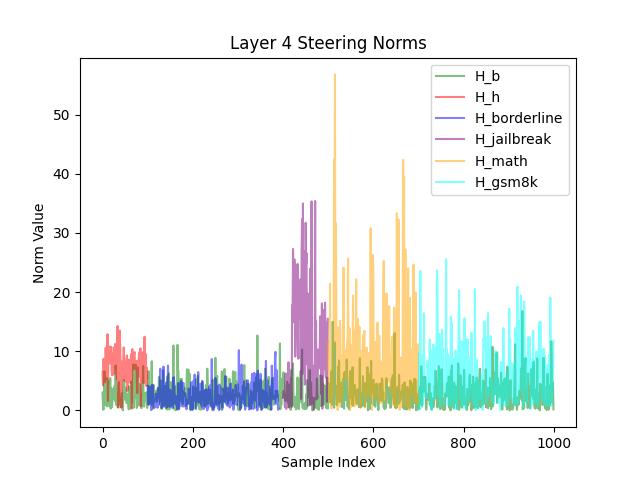 Layer 4 Steering Norms
H_b
H_h
H_borderline
H_jailbreak
H_math
H_gsm8k
Norm Value
50
40
30
20
10
0
0 200 400 600 800 1000
Sample Index